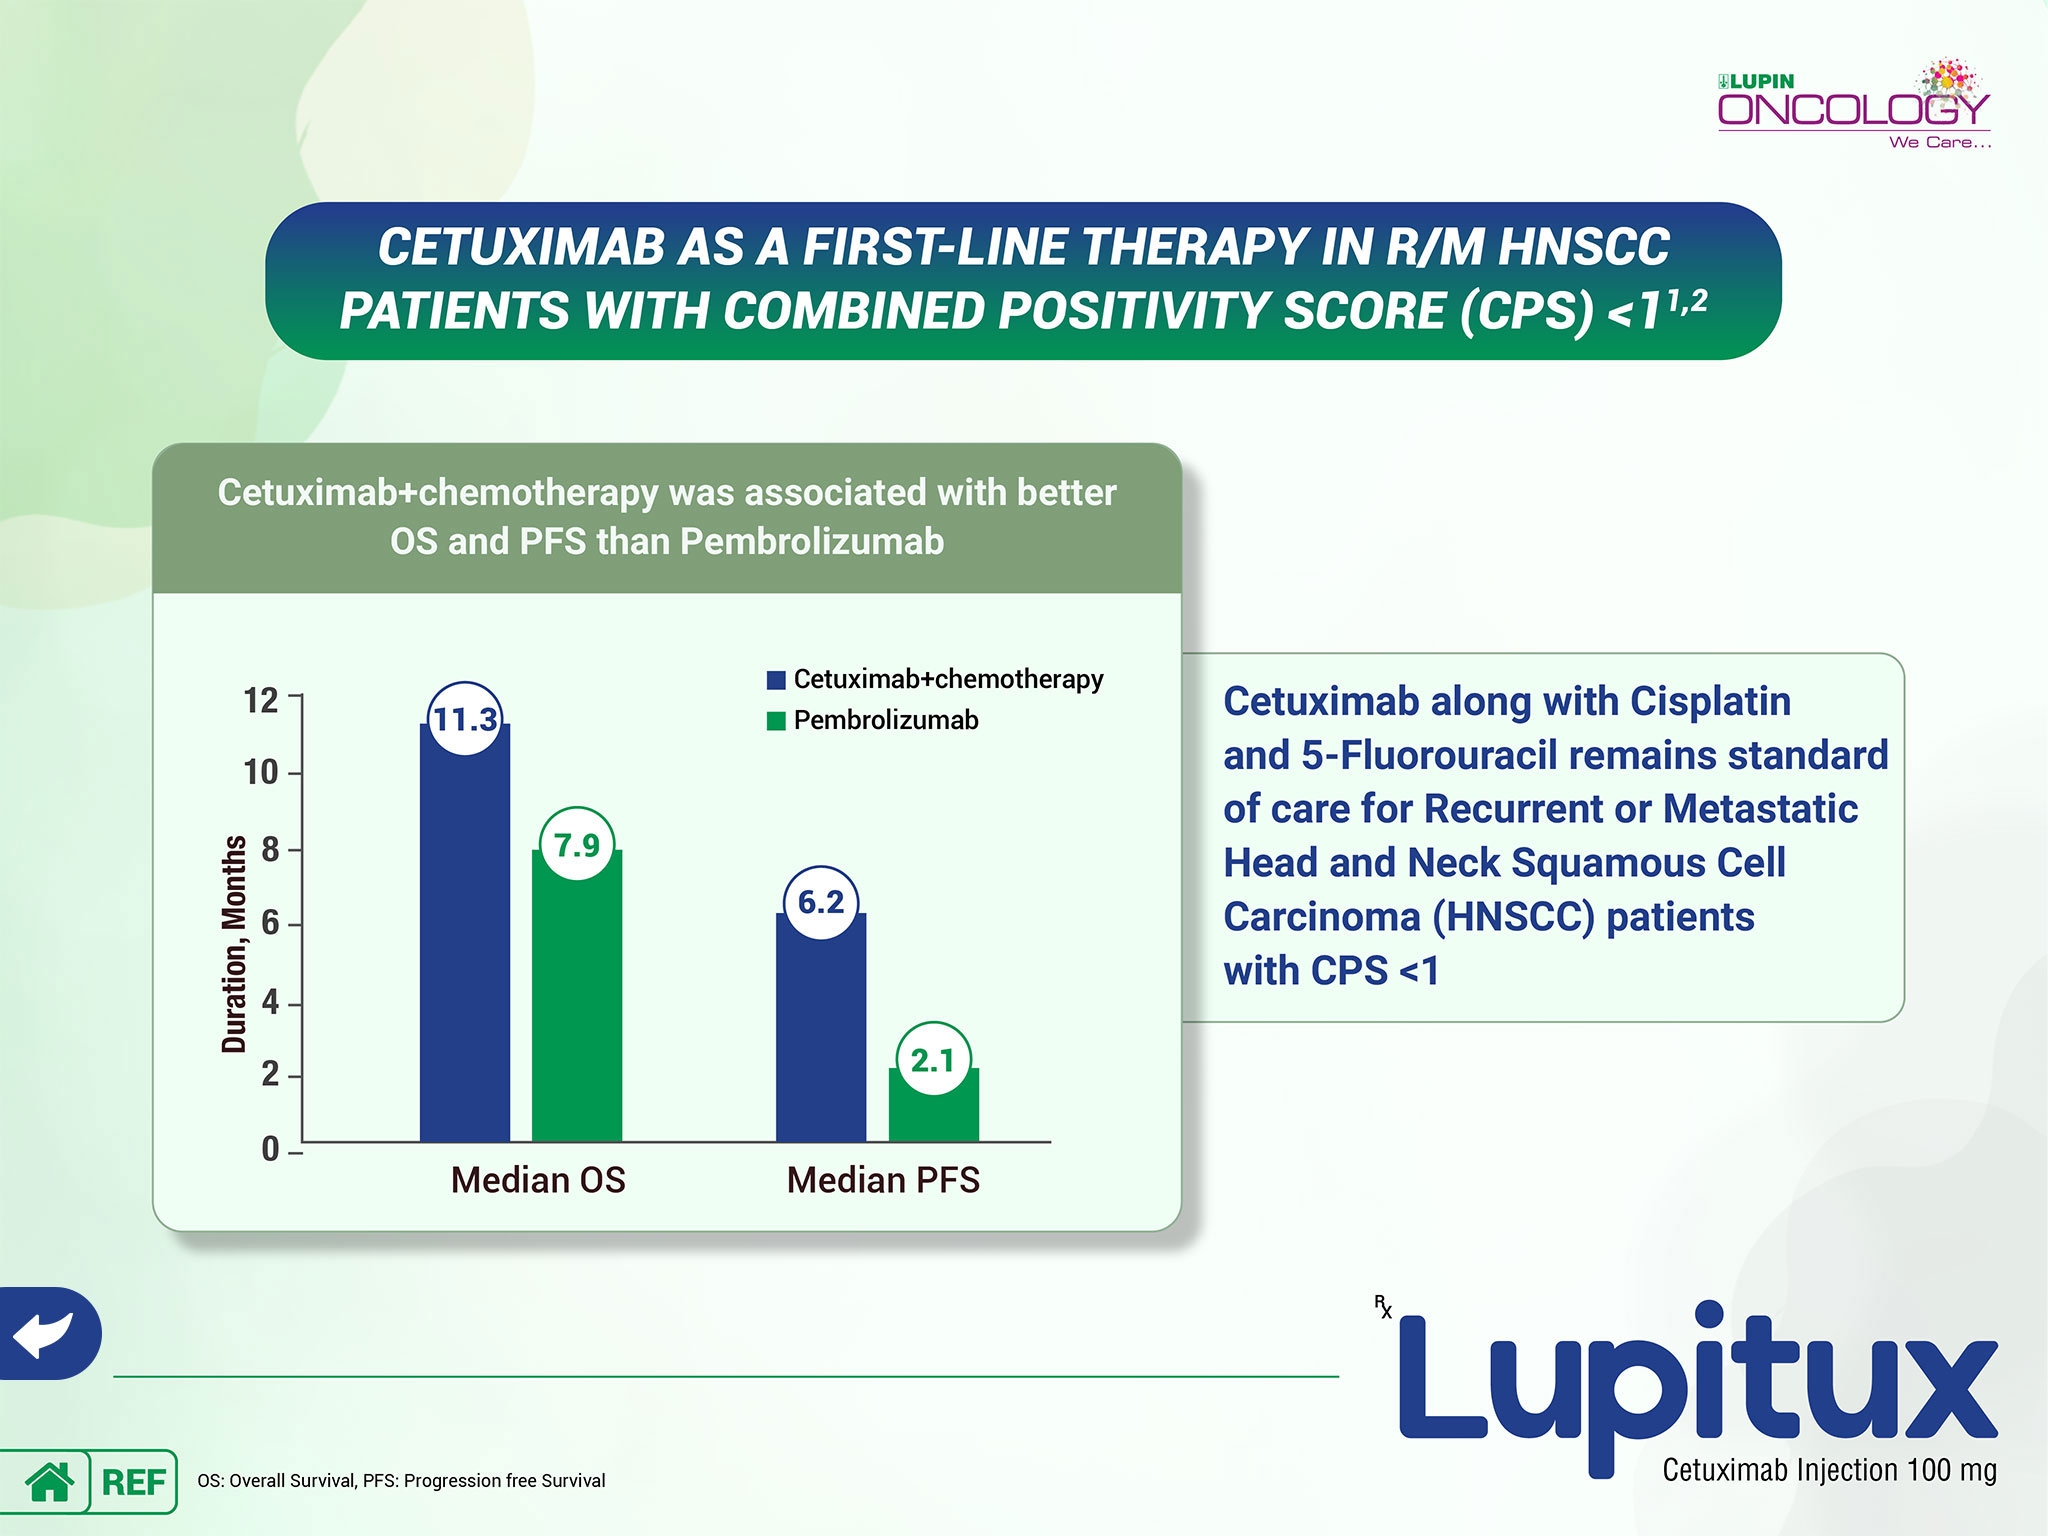 LUPIN
ONCOLOGY
We Care...
CETUXIMAB AS A FIRST-LINE THERAPY IN R/M HNSCC
PATIENTS WITH COMBINED POSITIVITY SCORE (CPS) <1 1,2
Cetuximab+chemotherapy was associated with better
OS and PFS than Pembrolizumab
Cetuximab+chemotherapy
Pembrolizumab
Duration, Months
12
10
8
6
4
2
0
11.3
7.9
6.2
2.1
Median OS
Median PFS
Cetuximab along with Cisplatin
and 5-Fluorouracil remains standard
of care for Recurrent or Metastatic
Head and Neck Squamous Cell
Carcinoma (HNSCC) patients
with CPS <1
Rx
Lupitux
Cetuximab Injection 100 mg
REF
OS: Overall Survival, PFS: Progression free Survival